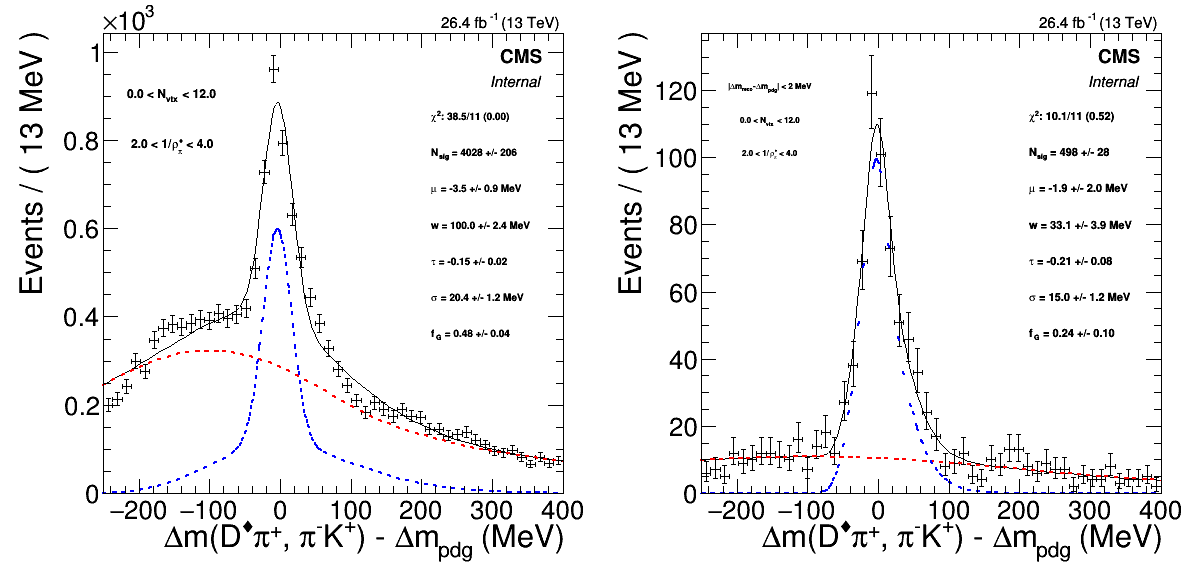 ×10³
26.4 fb⁻¹ (13 TeV)
CMS
Internal
0.0 < N_vtx < 12.0
2.0 < 1/ρ_π^* < 4.0
χ²: 38.5/11 (0.00)
N_sig = 4028 +/- 206
μ = -3.5 +/- 0.9 MeV
w = 100.0 +/- 2.4 MeV
τ = -0.15 +/- 0.02
σ = 20.4 +/- 1.2 MeV
f_G = 0.48 +/- 0.04
Events / ( 13 MeV )
1
0.8
0.6
0.4
0.2
0
−200 −100 0 100 200 300 400
Δm(D♦π⁺, π⁻K⁺) - Δm_pdg (MeV)
26.4 fb⁻¹ (13 TeV)
CMS
Internal
|Δm_reco-Δm_pdg| < 2 MeV
0.0 < N_vtx < 12.0
2.0 < 1/ρ_π^* < 4.0
χ²: 10.1/11 (0.52)
N_sig = 498 +/- 28
μ = -1.9 +/- 2.0 MeV
w = 33.1 +/- 3.9 MeV
τ = -0.21 +/- 0.08
σ = 15.0 +/- 1.2 MeV
f_G = 0.24 +/- 0.10
Events / ( 13 MeV )
120
100
80
60
40
20
0
−200 −100 0 100 200 300 400
Δm(D♦π⁺, π⁻K⁺) - Δm_pdg (MeV)